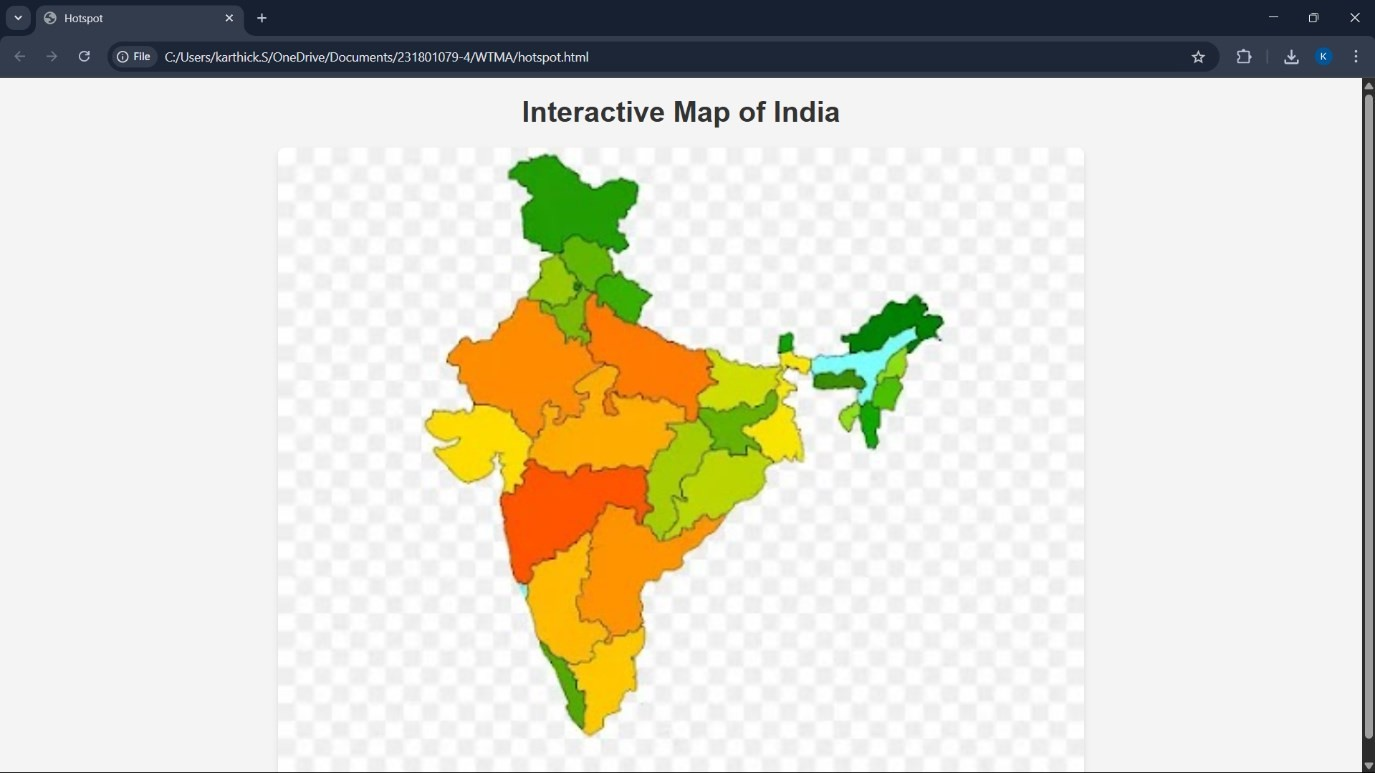 Hotspot
File C:/Users/karthick.S/OneDrive/Documents/231801079-4/WTMA/hotspot.html
K
Interactive Map of India